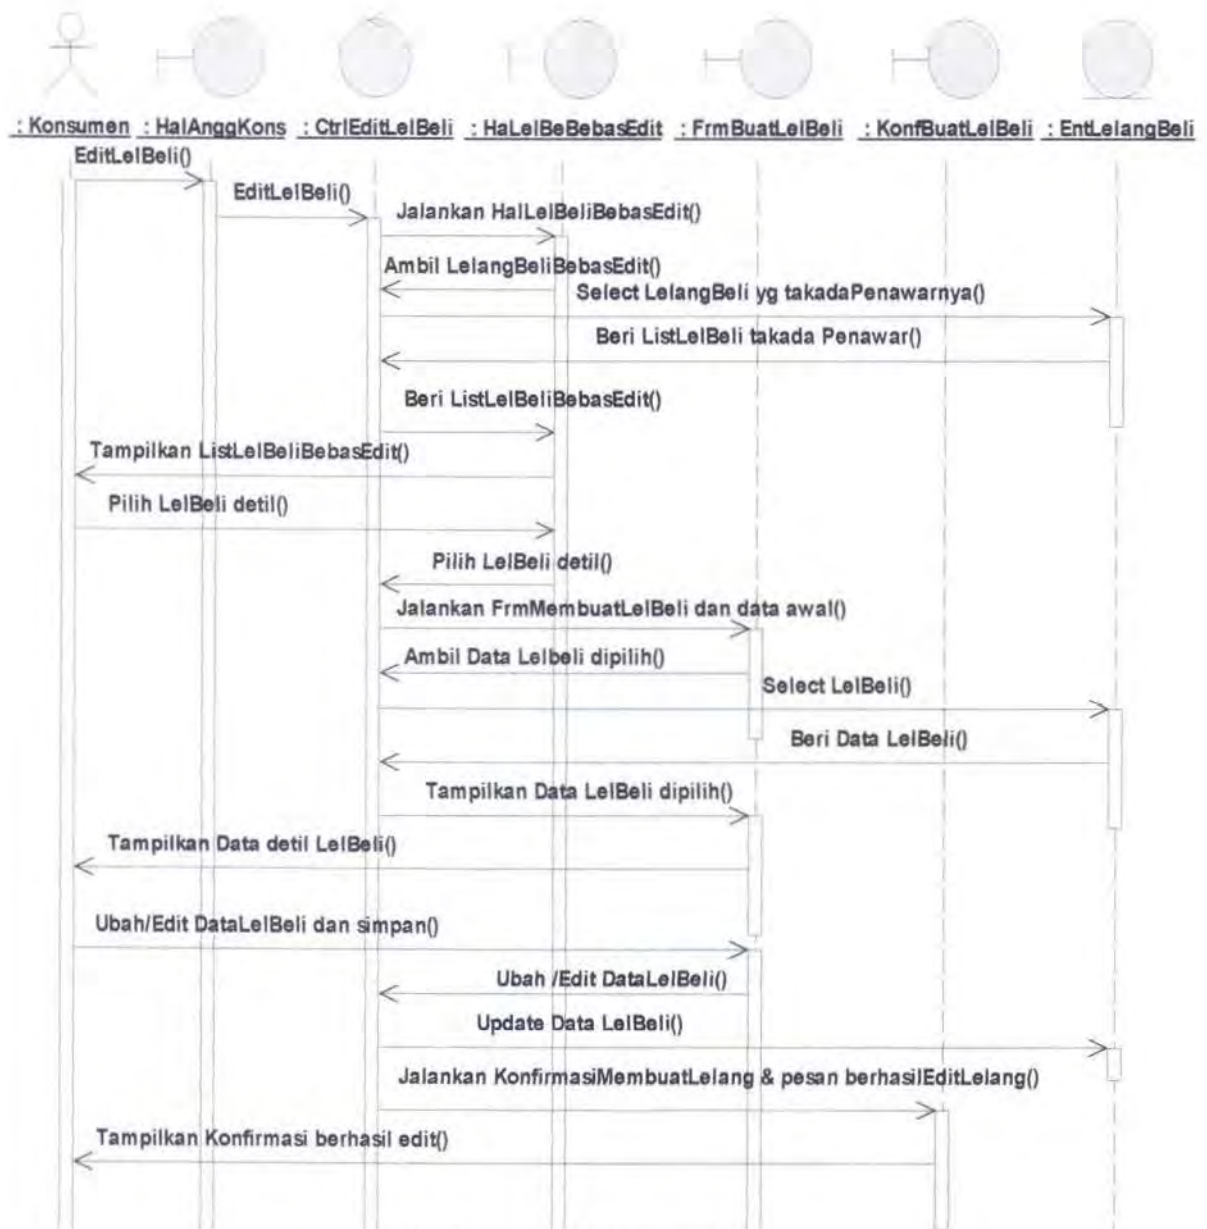 : Konsumen : HalAnggKons : CtrlEditLelBeli : HaLelBeBebasEdit : FrmBuatLelBeli : KonfBuatLelBeli : EntLelangBeli
EditLelBeli()
EditLelBeli()
Jalankan HalLelBeliBebasEdit()
Ambil LelangBeliBebasEdit()
Select LelangBeli yg takadaPenawarnya()
Beri ListLelBeli takada Penawar()
Beri ListLelBeliBebasEdit()
Tampilkan ListLelBeliBebasEdit()
Pilih LelBeli detil()
Pilih LelBeli detil()
Jalankan FrmMembuatLelBeli dan data awal()
Ambil Data Lelbeli dipilih()
Select LelBeli()
Beri Data LelBeli()
Tampilkan Data LelBeli dipilih()
Tampilkan Data detil LelBeli()
Ubah/Edit DataLelBeli dan simpan()
Ubah /Edit DataLelBeli()
Update Data LelBeli()
Jalankan KonfirmasiMembuatLelang & pesan berhasilEditLelang()
Tampilkan Konfirmasi berhasil edit()